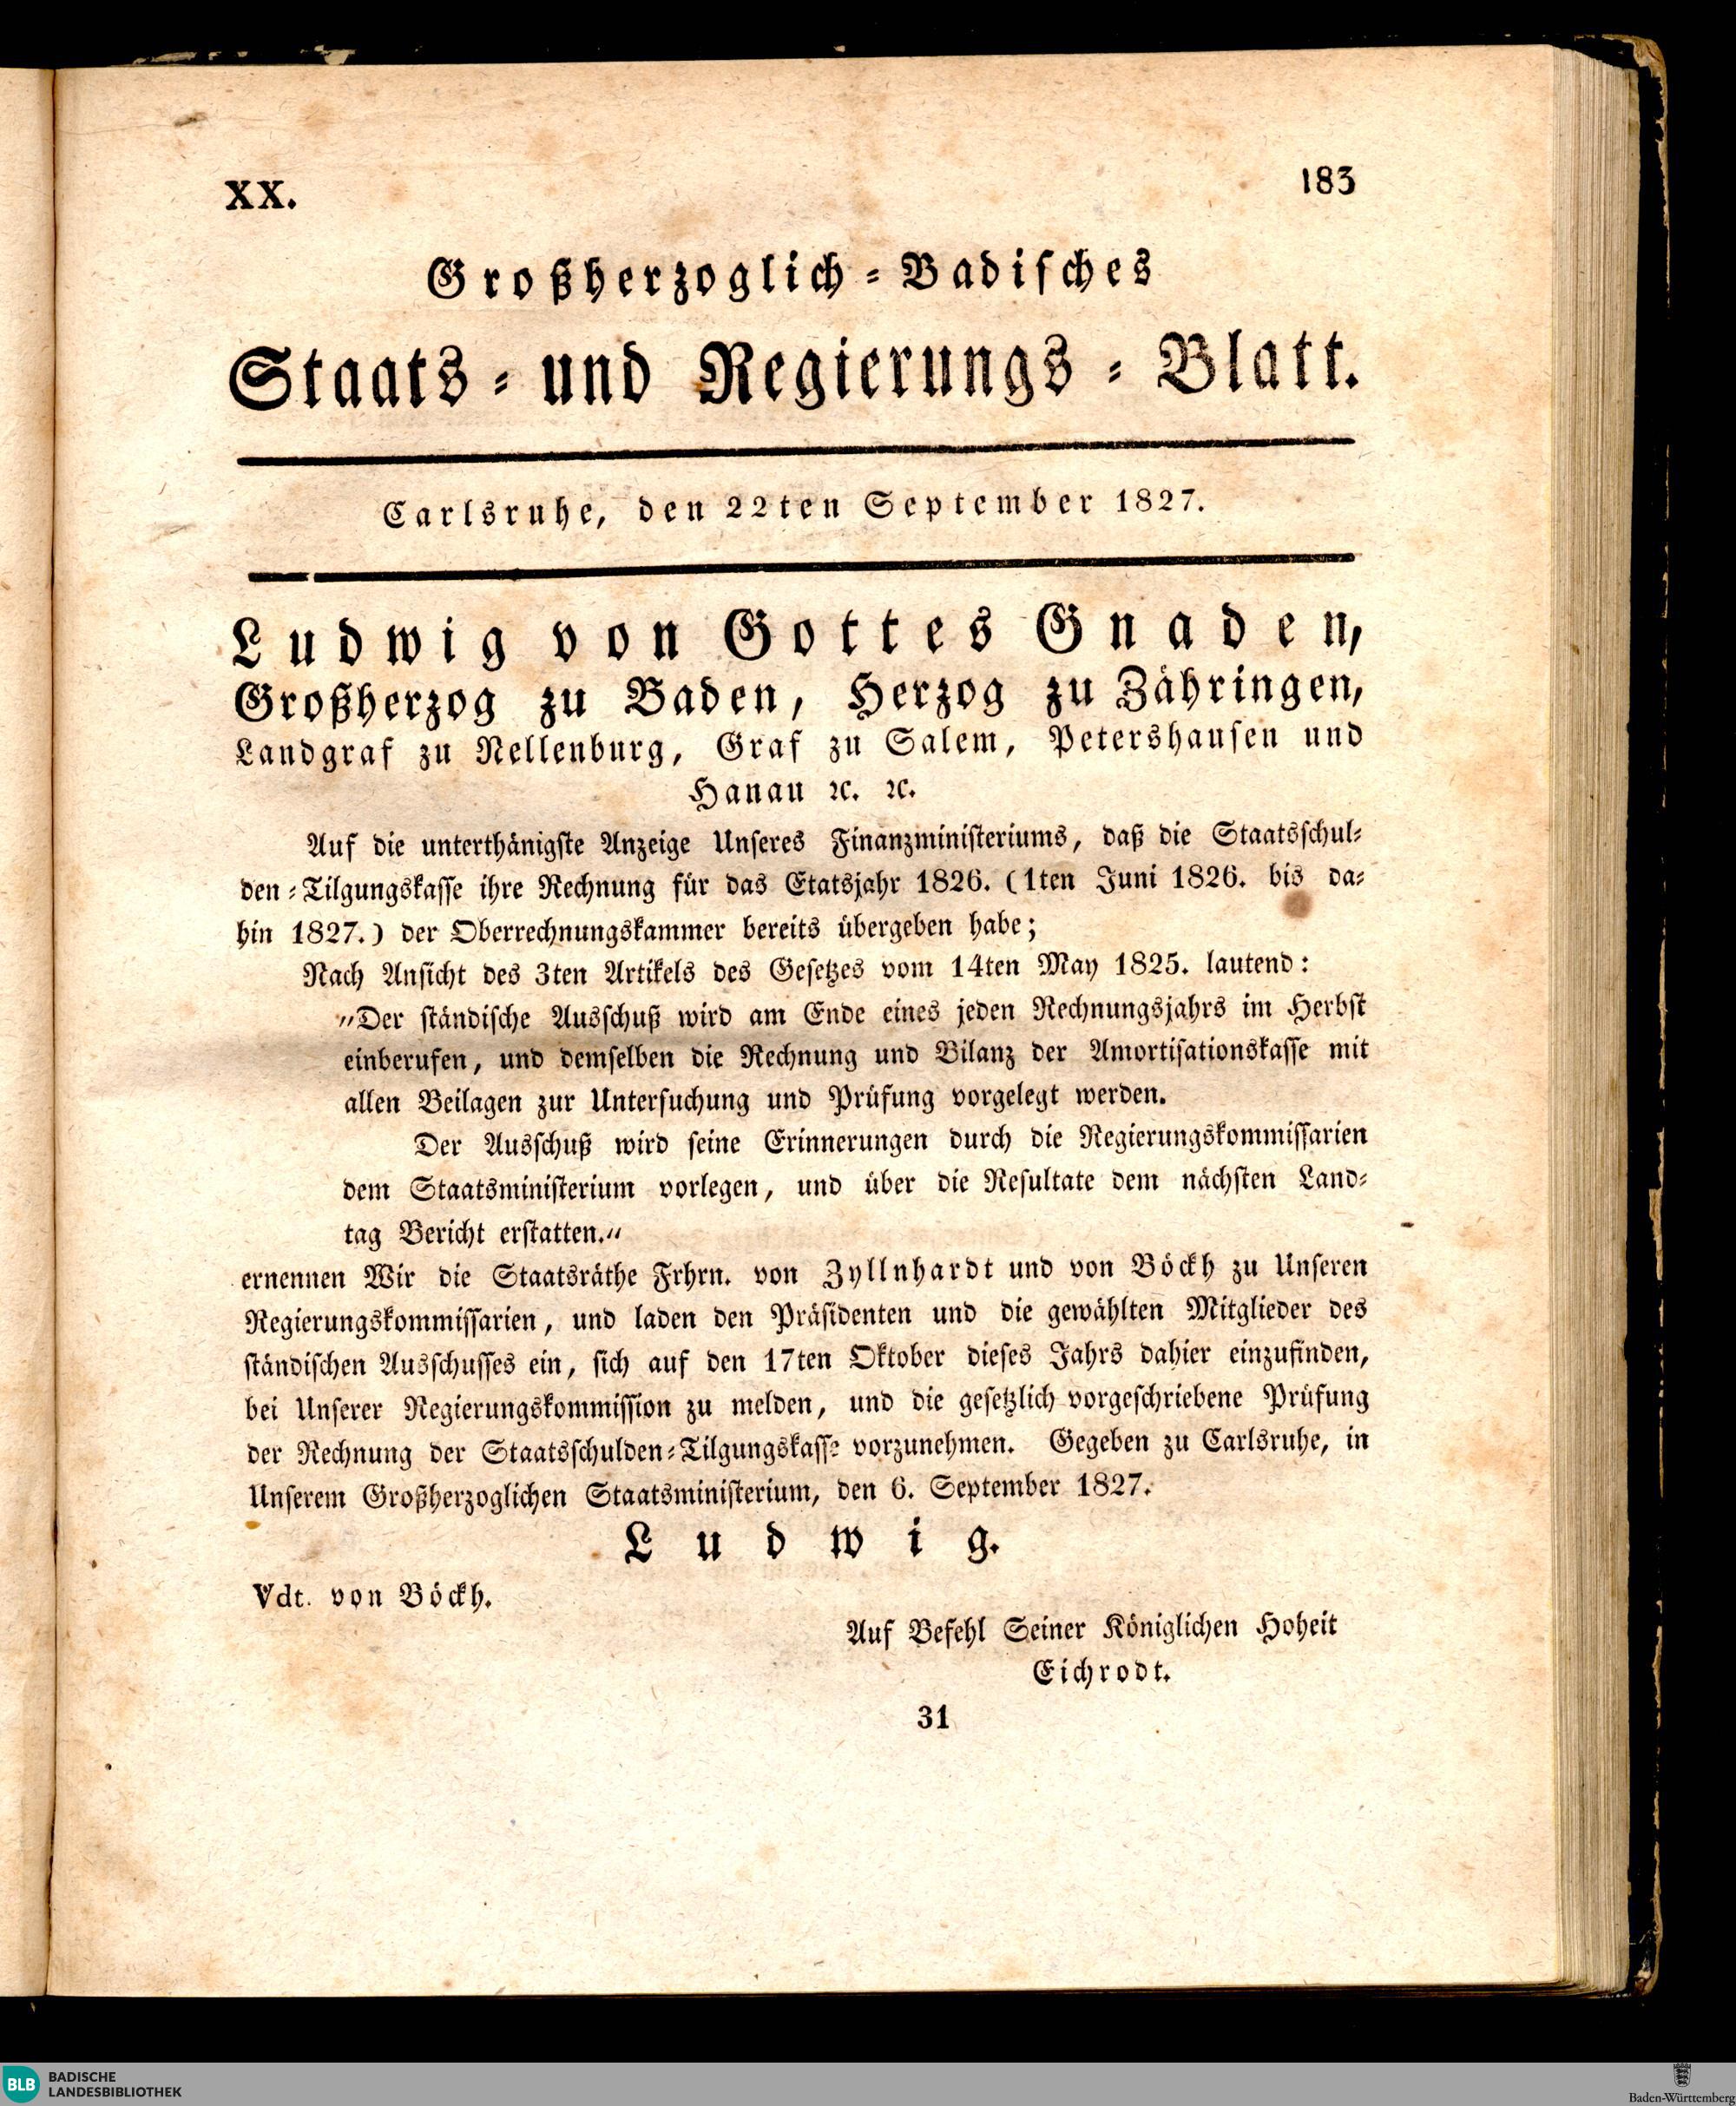 XX.
183
Großherzoglich-Badisches
Staats- und Regierungs-Blatt.
Carlsruhe, den 22ten September 1827.
Ludwig von Gottes Gnaden,
Großherzog zu Baden, Herzog zu Zähringen,
Landgraf zu Nellenburg, Graf zu Salem, Petershausen und
Hanau ꝛc. ꝛc.
Auf die unterthänigste Anzeige Unseres Finanzministeriums, daß die Staatsschul-
den-Tilgungskasse ihre Rechnung für das Etatsjahr 1826. (1ten Juni 1826. bis da-
hin 1827.) der Oberrechnungskammer bereits übergeben habe;
Nach Ansicht des 3ten Artikels des Gesetzes vom 14ten May 1825. lautend:
„Der ständische Ausschuß wird am Ende eines jeden Rechnungsjahrs im Herbst
einberufen, und demselben die Rechnung und Bilanz der Amortisationskasse mit
allen Beilagen zur Untersuchung und Prüfung vorgelegt werden.
Der Ausschuß wird seine Erinnerungen durch die Regierungskommissarien
dem Staatsministerium vorlegen, und über die Resultate dem nächsten Land-
tag Bericht erstatten.„
ernennen Wir die Staatsräthe Frhrn. von Zyllnhardt und von Böckh zu Unseren
Regierungskommissarien, und laden den Präsidenten und die gewählten Mitglieder des
ständischen Ausschusses ein, sich auf den 17ten Oktober dieses Jahrs dahier einzufinden,
bei Unserer Regierungskommission zu melden, und die gesetzlich vorgeschriebene Prüfung
der Rechnung der Staatsschulden-Tilgungskasse vorzunehmen. Gegeben zu Carlsruhe, in
Unserem Großherzoglichen Staatsministerium, den 6. September 1827.
Ludwig.
Vdt. von Böckh.
Auf Befehl Seiner Königlichen Hoheit
Eichrodt.
31
BLB BADISCHE
LANDESBIBLIOTHEK
Baden-Württemberg